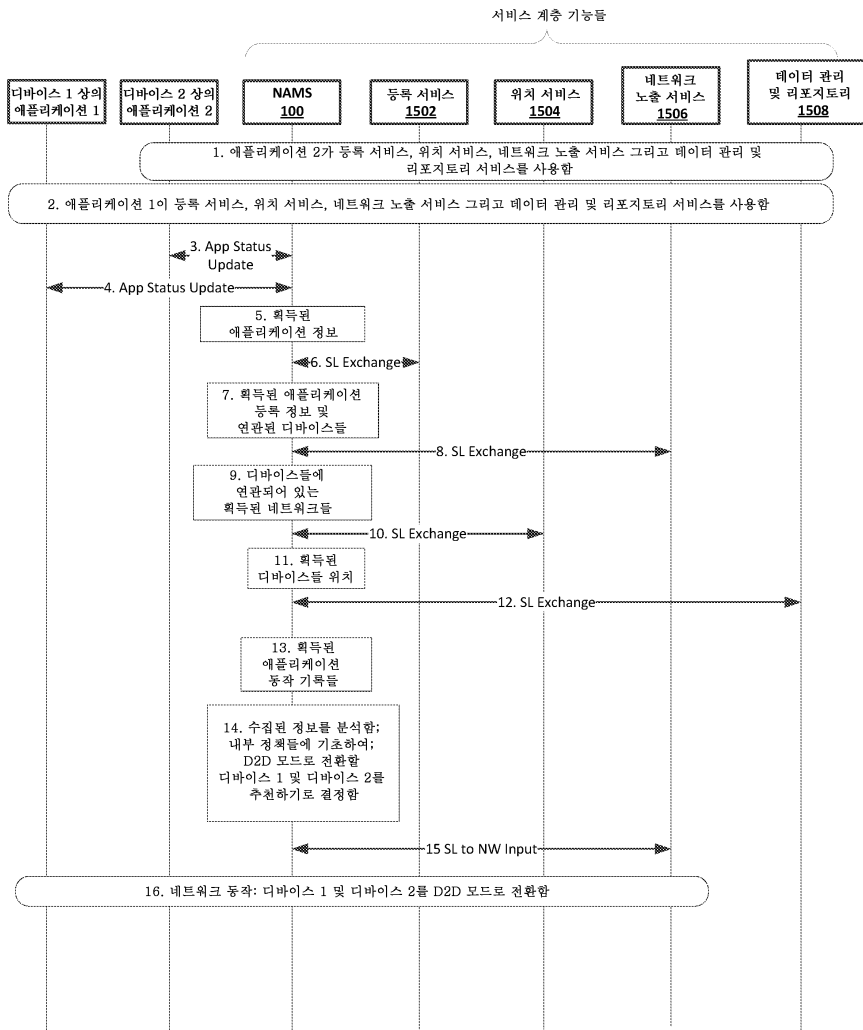 서비스 계층 기능들
디바이스 1 상의
애플리케이션 1
디바이스 2 상의
애플리케이션 2
NAMS
100
등록 서비스
1502
위치 서비스
1504
네트워크
노출 서비스
1506
데이터 관리
및 리포지토리
1508
1. 애플리케이션 2가 등록 서비스, 위치 서비스, 네트워크 노출 서비스 그리고 데이터 관리 및
리포지토리 서비스를 사용함
2. 애플리케이션 1이 등록 서비스, 위치 서비스, 네트워크 노출 서비스 그리고 데이터 관리 및 리포지토리 서비스를 사용함
3. App Status
Update
4. App Status Update
5. 획득된
애플리케이션 정보
6. SL Exchange
7. 획득된 애플리케이션
등록 정보 및
연관된 디바이스들
8. SL Exchange
9. 디바이스들에
연관되어 있는
획득된 네트워크들
10. SL Exchange
11. 획득된
디바이스들 위치
12. SL Exchange
13. 획득된
애플리케이션
동작 기록들
14. 수집된 정보를 분석함;
내부 정책들에 기초하여;
D2D 모드로 전환할
디바이스 1 및 디바이스 2를
추천하기로 결정함
15 SL to NW Input
16. 네트워크 동작: 디바이스 1 및 디바이스 2를 D2D 모드로 전환함